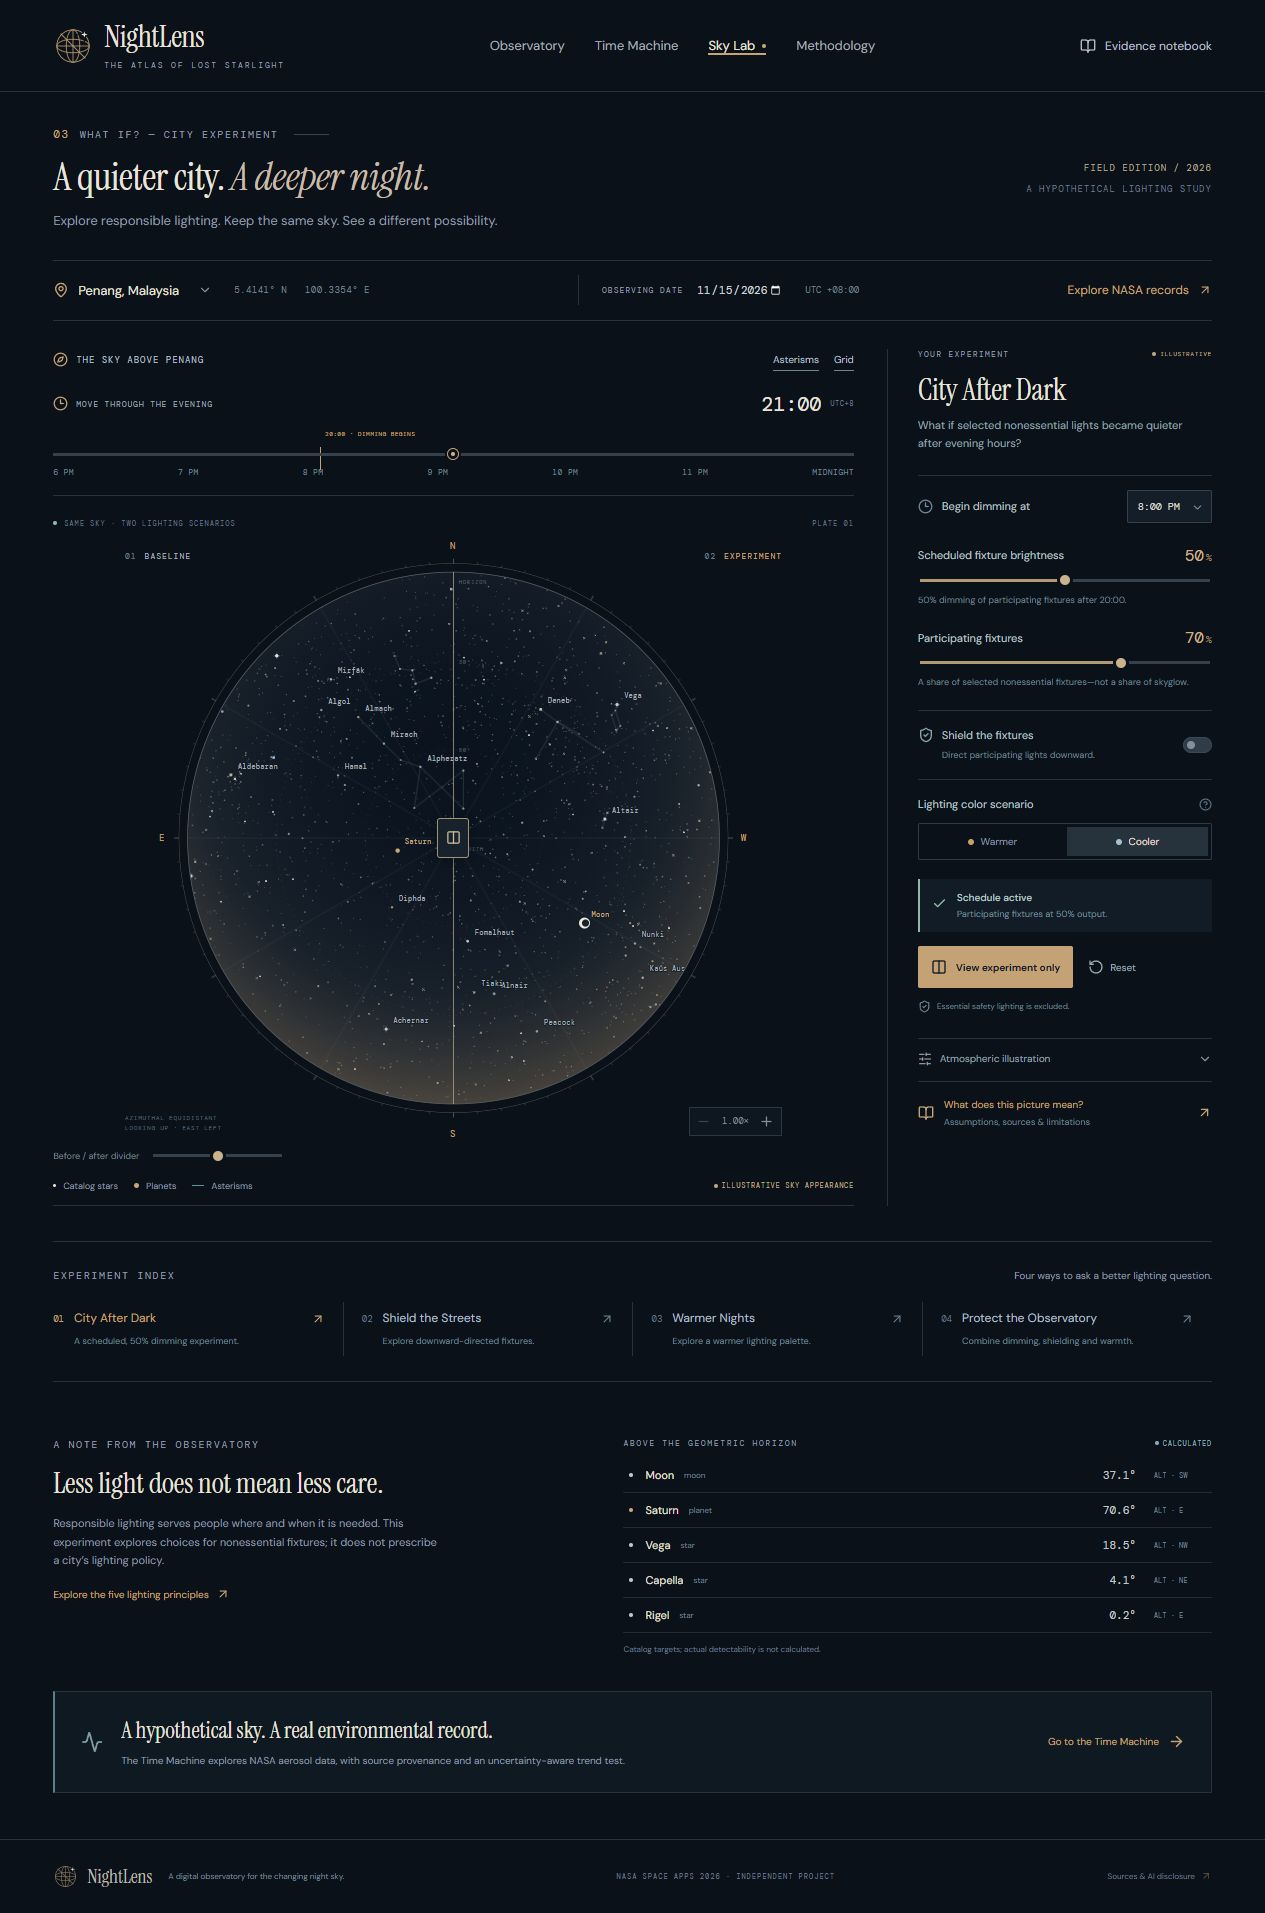 NightLens
THE ATLAS OF LOST STARLIGHT
Observatory
Time Machine
Sky Lab
Methodology
Evidence notebook
03 WHAT IF? — CITY EXPERIMENT
A quieter city. A deeper night.
Explore responsible lighting. Keep the same sky. See a different possibility.
FIELD EDITION / 2026
A HYPOTHETICAL LIGHTING STUDY
Penang, Malaysia
5.4141° N 100.3354° E
OBSERVING DATE 11/15/2026
UTC +08:00
Explore NASA records
THE SKY ABOVE PENANG
Asterisms Grid
MOVE THROUGH THE EVENING
21:00 UTC+8
20:00 · DIMMING BEGINS
6 PM 7 PM 8 PM 9 PM 10 PM 11 PM MIDNIGHT
SAME SKY · TWO LIGHTING SCENARIOS
PLATE 01
01 BASELINE
N
02 EXPERIMENT
HORIZON
Mirfak
30°
Algol
Almach
Deneb
Vega
Mirach
60°
Alpheratz
Aldebaran
Hamal
Altair
E
Saturn
W
Diphda
Moon
Fomalhaut
Nunki
Kaus Aus
Tiaki
Alnair
Achernar
Peacock
AZIMUTHAL EQUIDISTANT
LOOKING UP · EAST LEFT
S
1.00×
Before / after divider
Catalog stars
Planets
Asterisms
ILLUSTRATIVE SKY APPEARANCE
YOUR EXPERIMENT
ILLUSTRATIVE
City After Dark
What if selected nonessential lights became quieter
after evening hours?
Begin dimming at
8:00 PM
Scheduled fixture brightness
50%
50% dimming of participating fixtures after 20:00.
Participating fixtures
70%
A share of selected nonessential fixtures—not a share of skyglow.
Shield the fixtures
Direct participating lights downward.
Lighting color scenario
Warmer
Cooler
Schedule active
Participating fixtures at 50% output.
View experiment only
Reset
Essential safety lighting is excluded.
Atmospheric illustration
What does this picture mean?
Assumptions, sources & limitations
EXPERIMENT INDEX
Four ways to ask a better lighting question.
01 City After Dark
A scheduled, 50% dimming experiment.
02 Shield the Streets
Explore downward-directed fixtures.
03 Warmer Nights
Explore a warmer lighting palette.
04 Protect the Observatory
Combine dimming, shielding and warmth.
A NOTE FROM THE OBSERVATORY
Less light does not mean less care.
Responsible lighting serves people where and when it is needed. This
experiment explores choices for nonessential fixtures; it does not prescribe
a city's lighting policy.
Explore the five lighting principles
ABOVE THE GEOMETRIC HORIZON
CALCULATED
Moon moon 37.1° ALT · SW
Saturn planet 70.6° ALT · E
Vega star 18.5° ALT · NW
Capella star 4.1° ALT · NE
Rigel star 0.2° ALT · E
Catalog targets; actual detectability is not calculated.
A hypothetical sky. A real environmental record.
The Time Machine explores NASA aerosol data, with source provenance and an uncertainty-aware trend test.
Go to the Time Machine
NightLens
A digital observatory for the changing night sky.
NASA SPACE APPS 2026 · INDEPENDENT PROJECT
Sources & AI disclosure